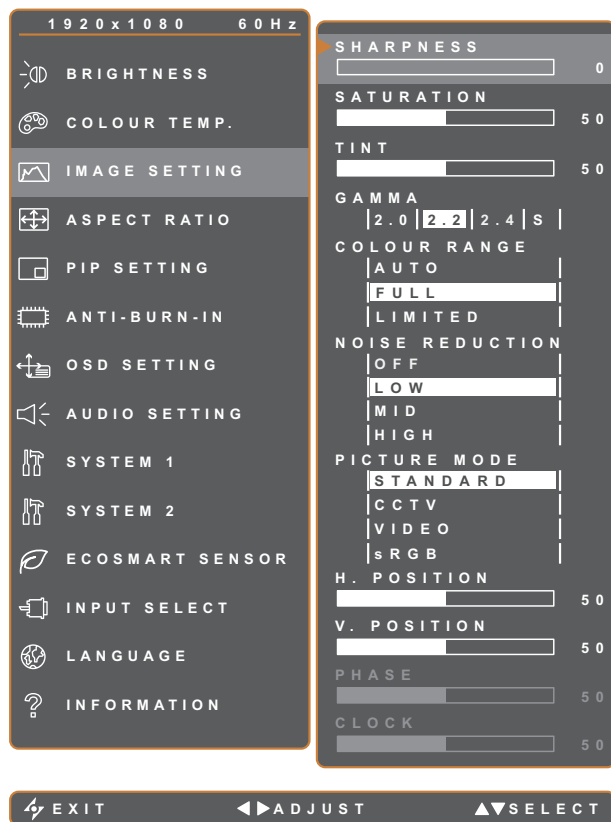 1920x1080 60Hz
BRIGHTNESS
COLOUR TEMP.
IMAGE SETTING
ASPECT RATIO
PIP SETTING
ANTI-BURN-IN
OSD SETTING
AUDIO SETTING
SYSTEM 1
SYSTEM 2
ECOSMART SENSOR
INPUT SELECT
LANGUAGE
INFORMATION
SHARPNESS
0
SATURATION
50
TINT
50
GAMMA
2.0 2.2 2.4 S
COLOUR RANGE
AUTO
FULL
LIMITED
NOISE REDUCTION
OFF
LOW
MID
HIGH
PICTURE MODE
STANDARD
CCTV
VIDEO
sRGB
H. POSITION
50
V. POSITION
50
PHASE
50
CLOCK
50
EXIT ADJUST SELECT